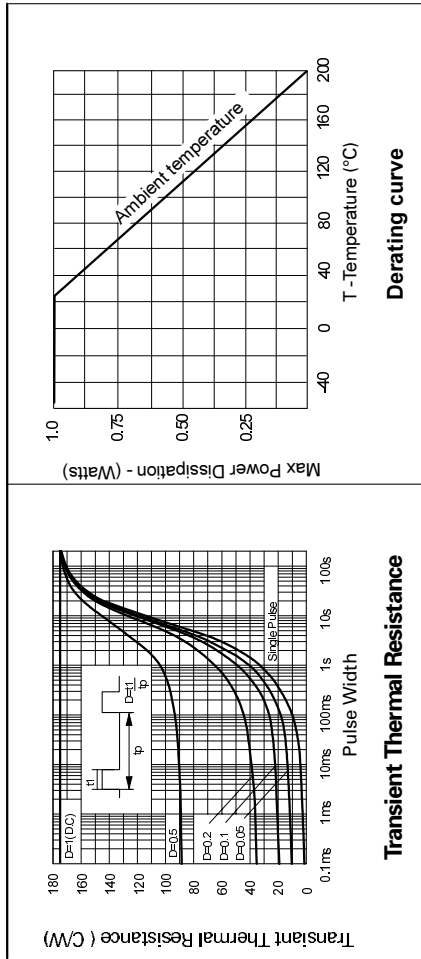 Max Power Dissipation - (Watts)
1.0
0.75
0.50
0.25
Ambient temperature
-40
0
40
80
120
160
200
T -Temperature (°C)
Derating curve
Transiant Thermal Resistance ( C/W)
180
160
140
120
100
80
60
40
20
0
D=1(D.C)
t1
tp
D=t1
tp
D=0.5
D=0.2
D=0.1
D=0.05
Single Pulse
0.1ms
1ms
10ms
100ms
1s
10s
100s
Pulse Width
Transient Thermal Resistance